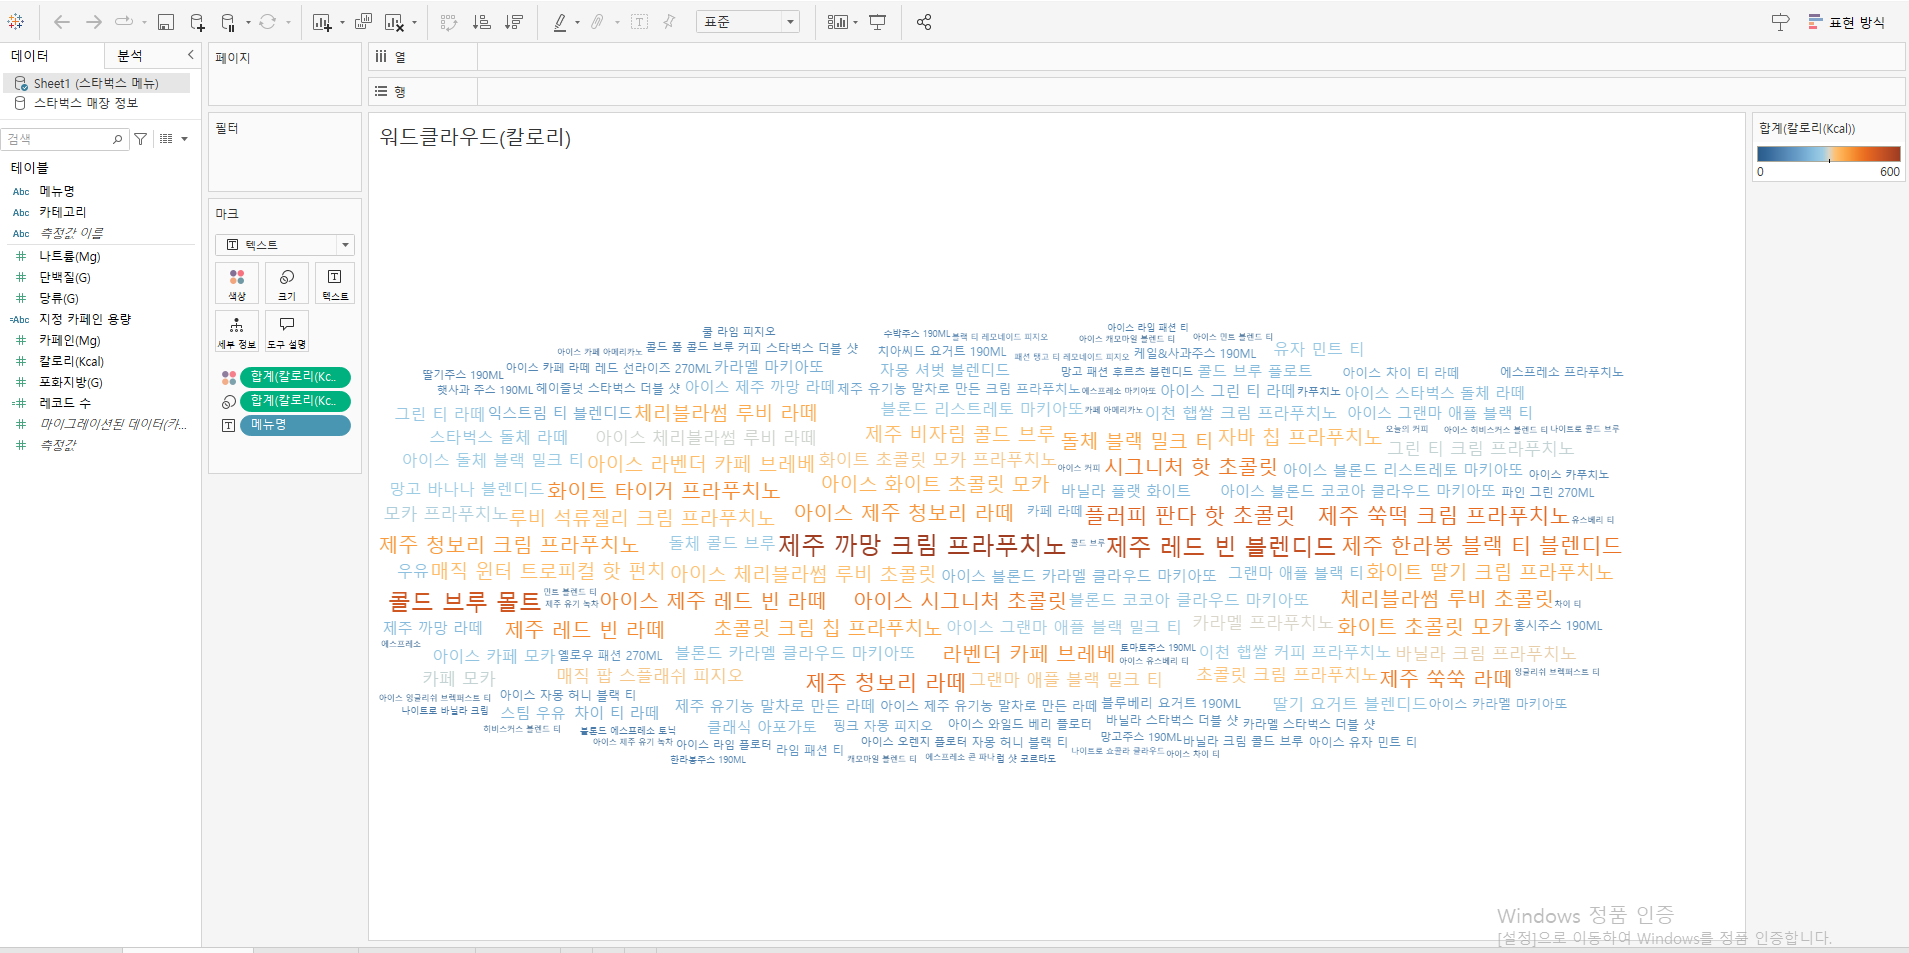 표준
표현 방식
데이터
분석
Sheet1 (스타벅스 메뉴)
스타벅스 매장 정보
검색
테이블
Abc 메뉴명
Abc 카테고리
Abc 측정값 이름
나트륨(Mg)
단백질(G)
당류(G)
=Abc 지정 카페인 용량
카페인(Mg)
칼로리(Kcal)
포화지방(G)
레코드 수
마이그레이션된 데이터(카...
측정값
페이지
필터
마크
텍스트
색상 크기 텍스트
세부 정보 도구 설명
합계(칼로리(Kc..
합계(칼로리(Kc..
메뉴명
열
행
워드클라우드(칼로리)
쿨 라임 피지오 수박주스 190ML 블랙 티 레모네이드 피지오 아이스 라임 패션 티
아이스 캐모마일 블렌드 티 아이스 민트 블렌드 티
아이스 카페 아메리카노 콜드 폼 콜드 브루 커피 스타벅스 더블 샷 치아씨드 요거트 190ML 패션 탱고 티 레모네이드 피지오 케일&사과주스 190ML 유자 민트 티
딸기주스 190ML 아이스 카페 라떼 레드 선라이즈 270ML 카라멜 마키아또 자몽 셔벗 블렌디드 망고 패션 후르츠 블렌디드 콜드 브루 플로트 아이스 차이 티 라떼 에스프레소 프라푸치노
햇사과 주스 190ML 헤이즐넛 스타벅스 더블 샷 아이스 제주 까망 라떼 제주 유기농 말차로 만든 크림 프라푸치노 에스프레소 마키아또 아이스 그린 티 라떼 카푸치노 아이스 스타벅스 돌체 라떼
그린 티 라떼 익스트림 티 블렌디드 체리블라썸 루비 라떼 블론드 리스트레토 마키아또 카페 아메리카노 이천 햅쌀 크림 프라푸치노 아이스 그랜마 애플 블랙 티
스타벅스 돌체 라떼 아이스 체리블라썸 루비 라떼 제주 비자림 콜드 브루 돌체 블랙 밀크 티 자바 칩 프라푸치노 오늘의 커피 아이스 히비스커스 블렌드 티 나이트로 콜드 브루
그린 티 크림 프라푸치노
아이스 돌체 블랙 밀크 티 아이스 라벤더 카페 브레베 화이트 초콜릿 모카 프라푸치노 아이스 커피 시그니처 핫 초콜릿 아이스 블론드 리스트레토 마키아또 아이스 카푸치노
망고 바나나 블렌디드 화이트 타이거 프라푸치노 아이스 화이트 초콜릿 모카 바닐라 플랫 화이트 아이스 블론드 코코아 클라우드 마키아또 파인 그린 270ML
모카 프라푸치노 루비 석류젤리 크림 프라푸치노 아이스 제주 청보리 라떼 카페 라떼 플러피 판다 핫 초콜릿 제주 쑥떡 크림 프라푸치노 유스베리 티
제주 청보리 크림 프라푸치노 돌체 콜드 브루 제주 까망 크림 프라푸치노 콜드 브루 제주 레드 빈 블렌디드 제주 한라봉 블랙 티 블렌디드
우유 매직 윈터 트로피컬 핫 펀치 아이스 체리블라썸 루비 초콜릿 아이스 블론드 카라멜 클라우드 마키아또 그랜마 애플 블랙 티 화이트 딸기 크림 프라푸치노
콜드 브루 몰트 민트 블렌드 티 제주 유기 녹차 아이스 제주 레드 빈 라떼 아이스 시그니처 초콜릿 블론드 코코아 클라우드 마키아또 체리블라썸 루비 초콜릿 차이 티
제주 까망 라떼 제주 레드 빈 라떼 초콜릿 크림 칩 프라푸치노 아이스 그랜마 애플 블랙 밀크 티 카라멜 프라푸치노 화이트 초콜릿 모카 홍시주스 190ML
에스프레소 아이스 카페 모카 옐로우 패션 270ML 블론드 카라멜 클라우드 마키아또 라벤더 카페 브레베 토마토주스 190ML 아이스 유스베리 티 이천 햅쌀 커피 프라푸치노 바닐라 크림 프라푸치노
카페 모카 매직 팝 스플래쉬 피지오 제주 청보리 라떼 그랜마 애플 블랙 밀크 티 초콜릿 크림 프라푸치노 제주 쑥쑥 라떼 잉글리쉬 브렉퍼스트 티
아이스 잉글리쉬 브렉퍼스트 티 아이스 자몽 허니 블랙 티
나이트로 바닐라 크림 스팀 우유 차이 티 라떼 제주 유기농 말차로 만든 라떼 아이스 제주 유기농 말차로 만든 라떼 블루베리 요거트 190ML 딸기 요거트 블렌디드 아이스 카라멜 마키아또
히비스커스 블렌드 티 블론드 에스프레소 토닉 클래식 아포가토 핑크 자몽 피지오 아이스 와일드 베리 플로터 바닐라 스타벅스 더블 샷 카라멜 스타벅스 더블 샷
아이스 제주 유기 녹차 아이스 라임 플로터 라임 패션 티 아이스 오렌지 플로터 자몽 허니 블랙 티 망고주스 190ML 바닐라 크림 콜드 브루 아이스 유자 민트 티
한라봉주스 190ML 캐모마일 블렌드 티 에스프레소 콘 파나 럼 샷 코르타도 나이트로 쇼콜라 클라우드 아이스 차이 티
합계(칼로리(Kcal))
0 600
Windows 정품 인증
[설정]으로 이동하여 Windows를 정품 인증합니다.